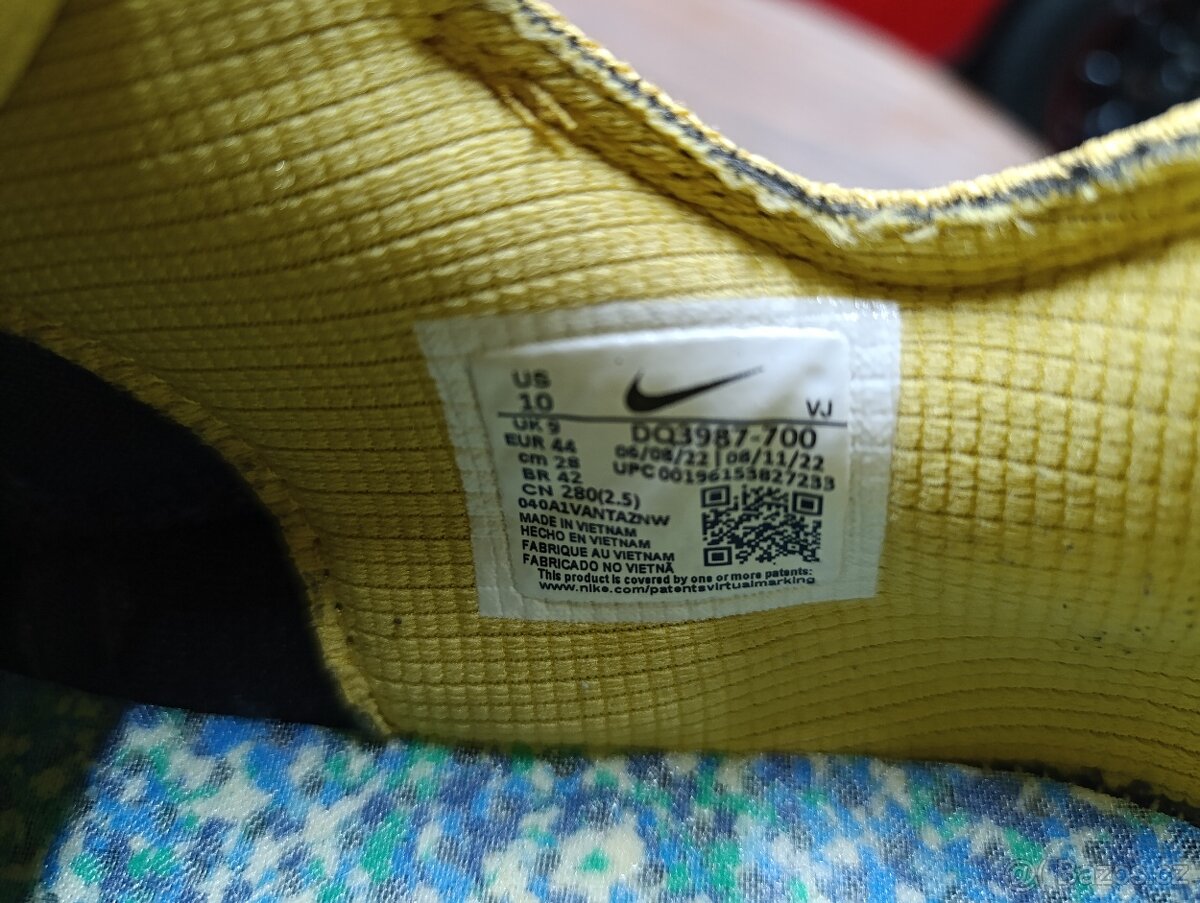 US
10
VJ
UK 9
DQ3987-700
EUR 44
06/08/22 | 08/11/22
cm 28
UPC 00196153827233
BR 42
CN 280(2.5)
040A1VANTAZNW
MADE IN VIETNAM
HECHO EN VIETNAM
FABRIQUE AU VIETNAM
FABRICADO NO VIETNÃ
This product is covered by one or more patents:
www.nike.com/patentsvirtualmarking
@ Bazos.cz